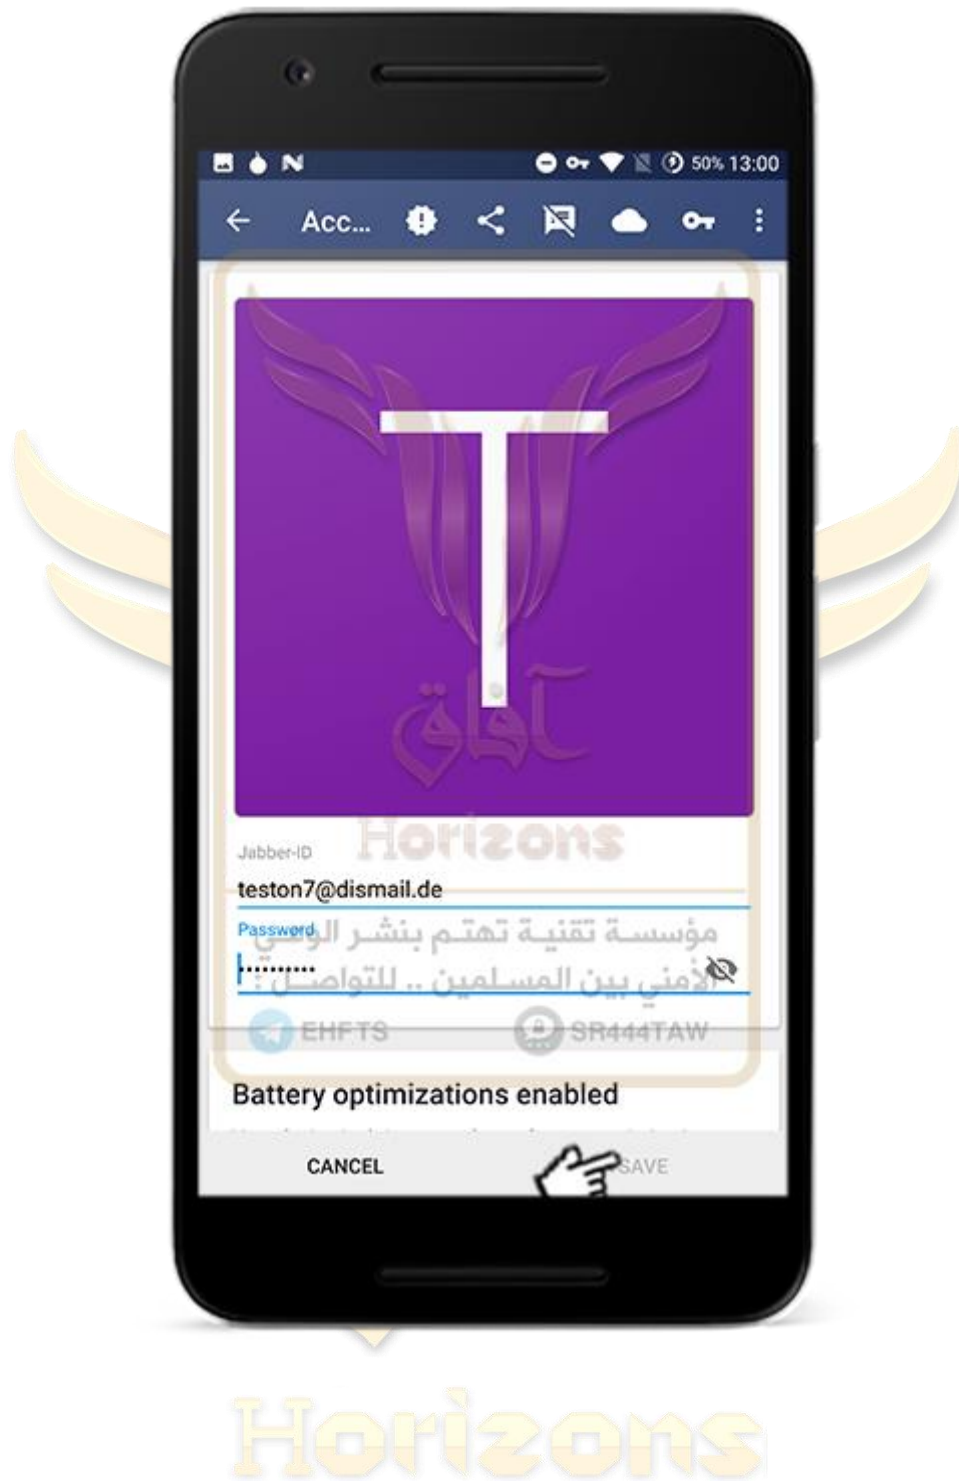 50% 13:00
Acc...
T
آفاق
Horizons
Jabber-ID
teston7@dismail.de
Password
مؤسسة تقنية تهتم بنشر الوعي
الأمني بين المسلمين .. للتواصل :
EHFTS SR444TAW
Battery optimizations enabled
CANCEL SAVE
Horizons